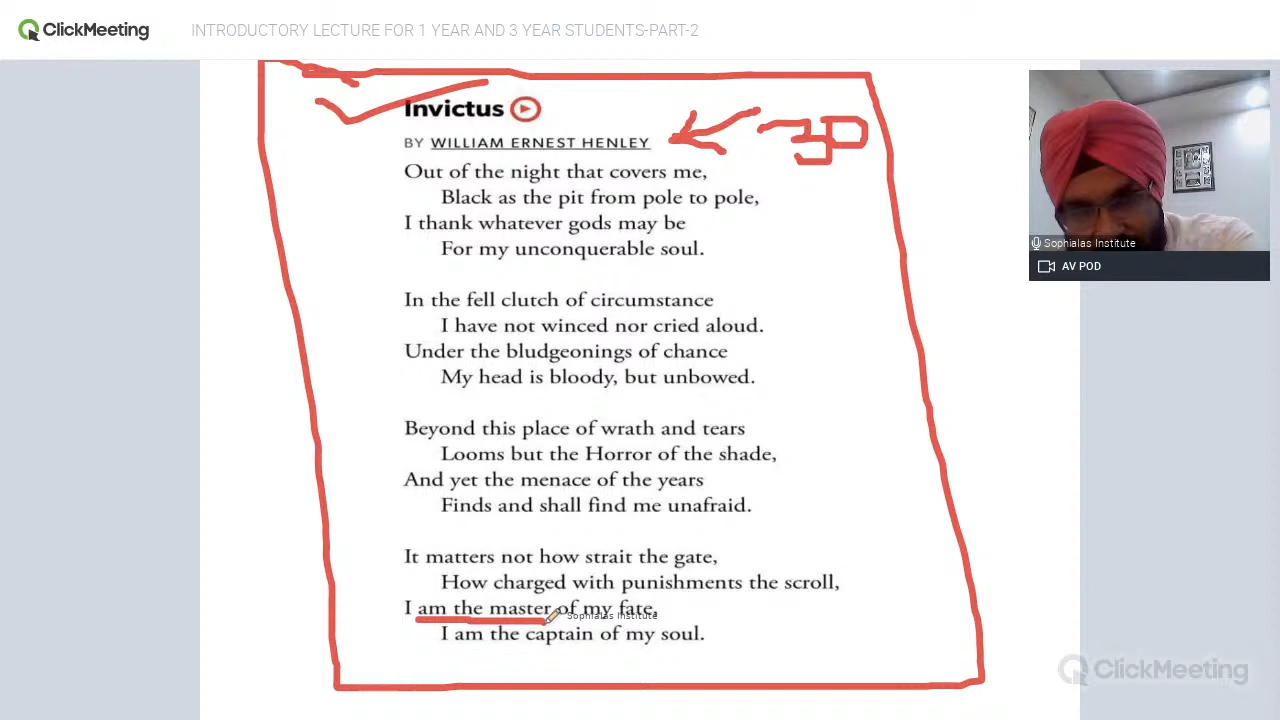 ClickMeeting
INTRODUCTORY LECTURE FOR 1 YEAR AND 3 YEAR STUDENTS-PART-2
Invictus
BY WILLIAM ERNEST HENLEY
3D
Out of the night that covers me,
Black as the pit from pole to pole,
I thank whatever gods may be
For my unconquerable soul.
In the fell clutch of circumstance
I have not winced nor cried aloud.
Under the bludgeonings of chance
My head is bloody, but unbowed.
Beyond this place of wrath and tears
Looms but the Horror of the shade,
And yet the menace of the years
Finds and shall find me unafraid.
It matters not how strait the gate,
How charged with punishments the scroll,
I am the master of my fate,
Sophialas Institute
I am the captain of my soul.
Sophialas Institute
AV POD
ClickMeeting